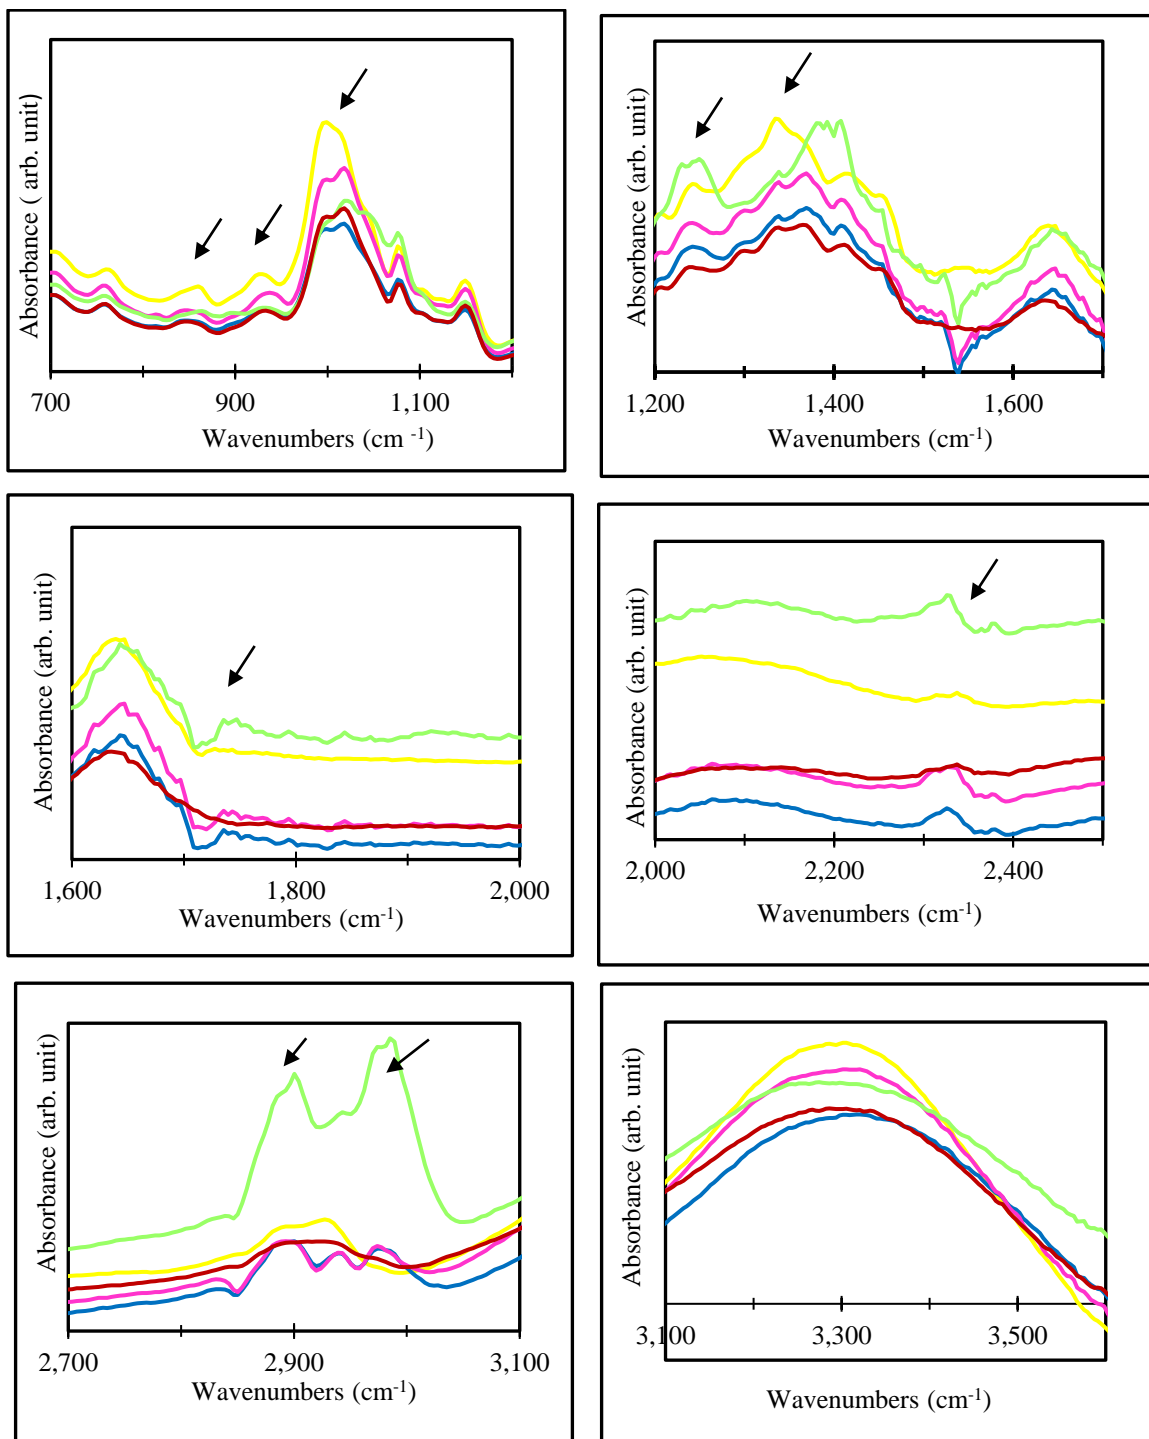 Absorbance ( arb. unit)
700 900 1,100
Wavenumbers (cm -1)
Absorbance (arb. unit)
1,200 1,400 1,600
Wavenumbers (cm-1)
Absorbance (arb. unit)
1,600 1,800 2,000
Wavenumbers (cm-1)
Absorbance (arb. unit)
2,000 2,200 2,400
Wavenumbers (cm-1)
Absorbance (arb. unit)
2,700 2,900 3,100
Wavenumbers (cm-1)
Absorbance (arb. unit)
3,100 3,300 3,500
Wavenumbers (cm-1)